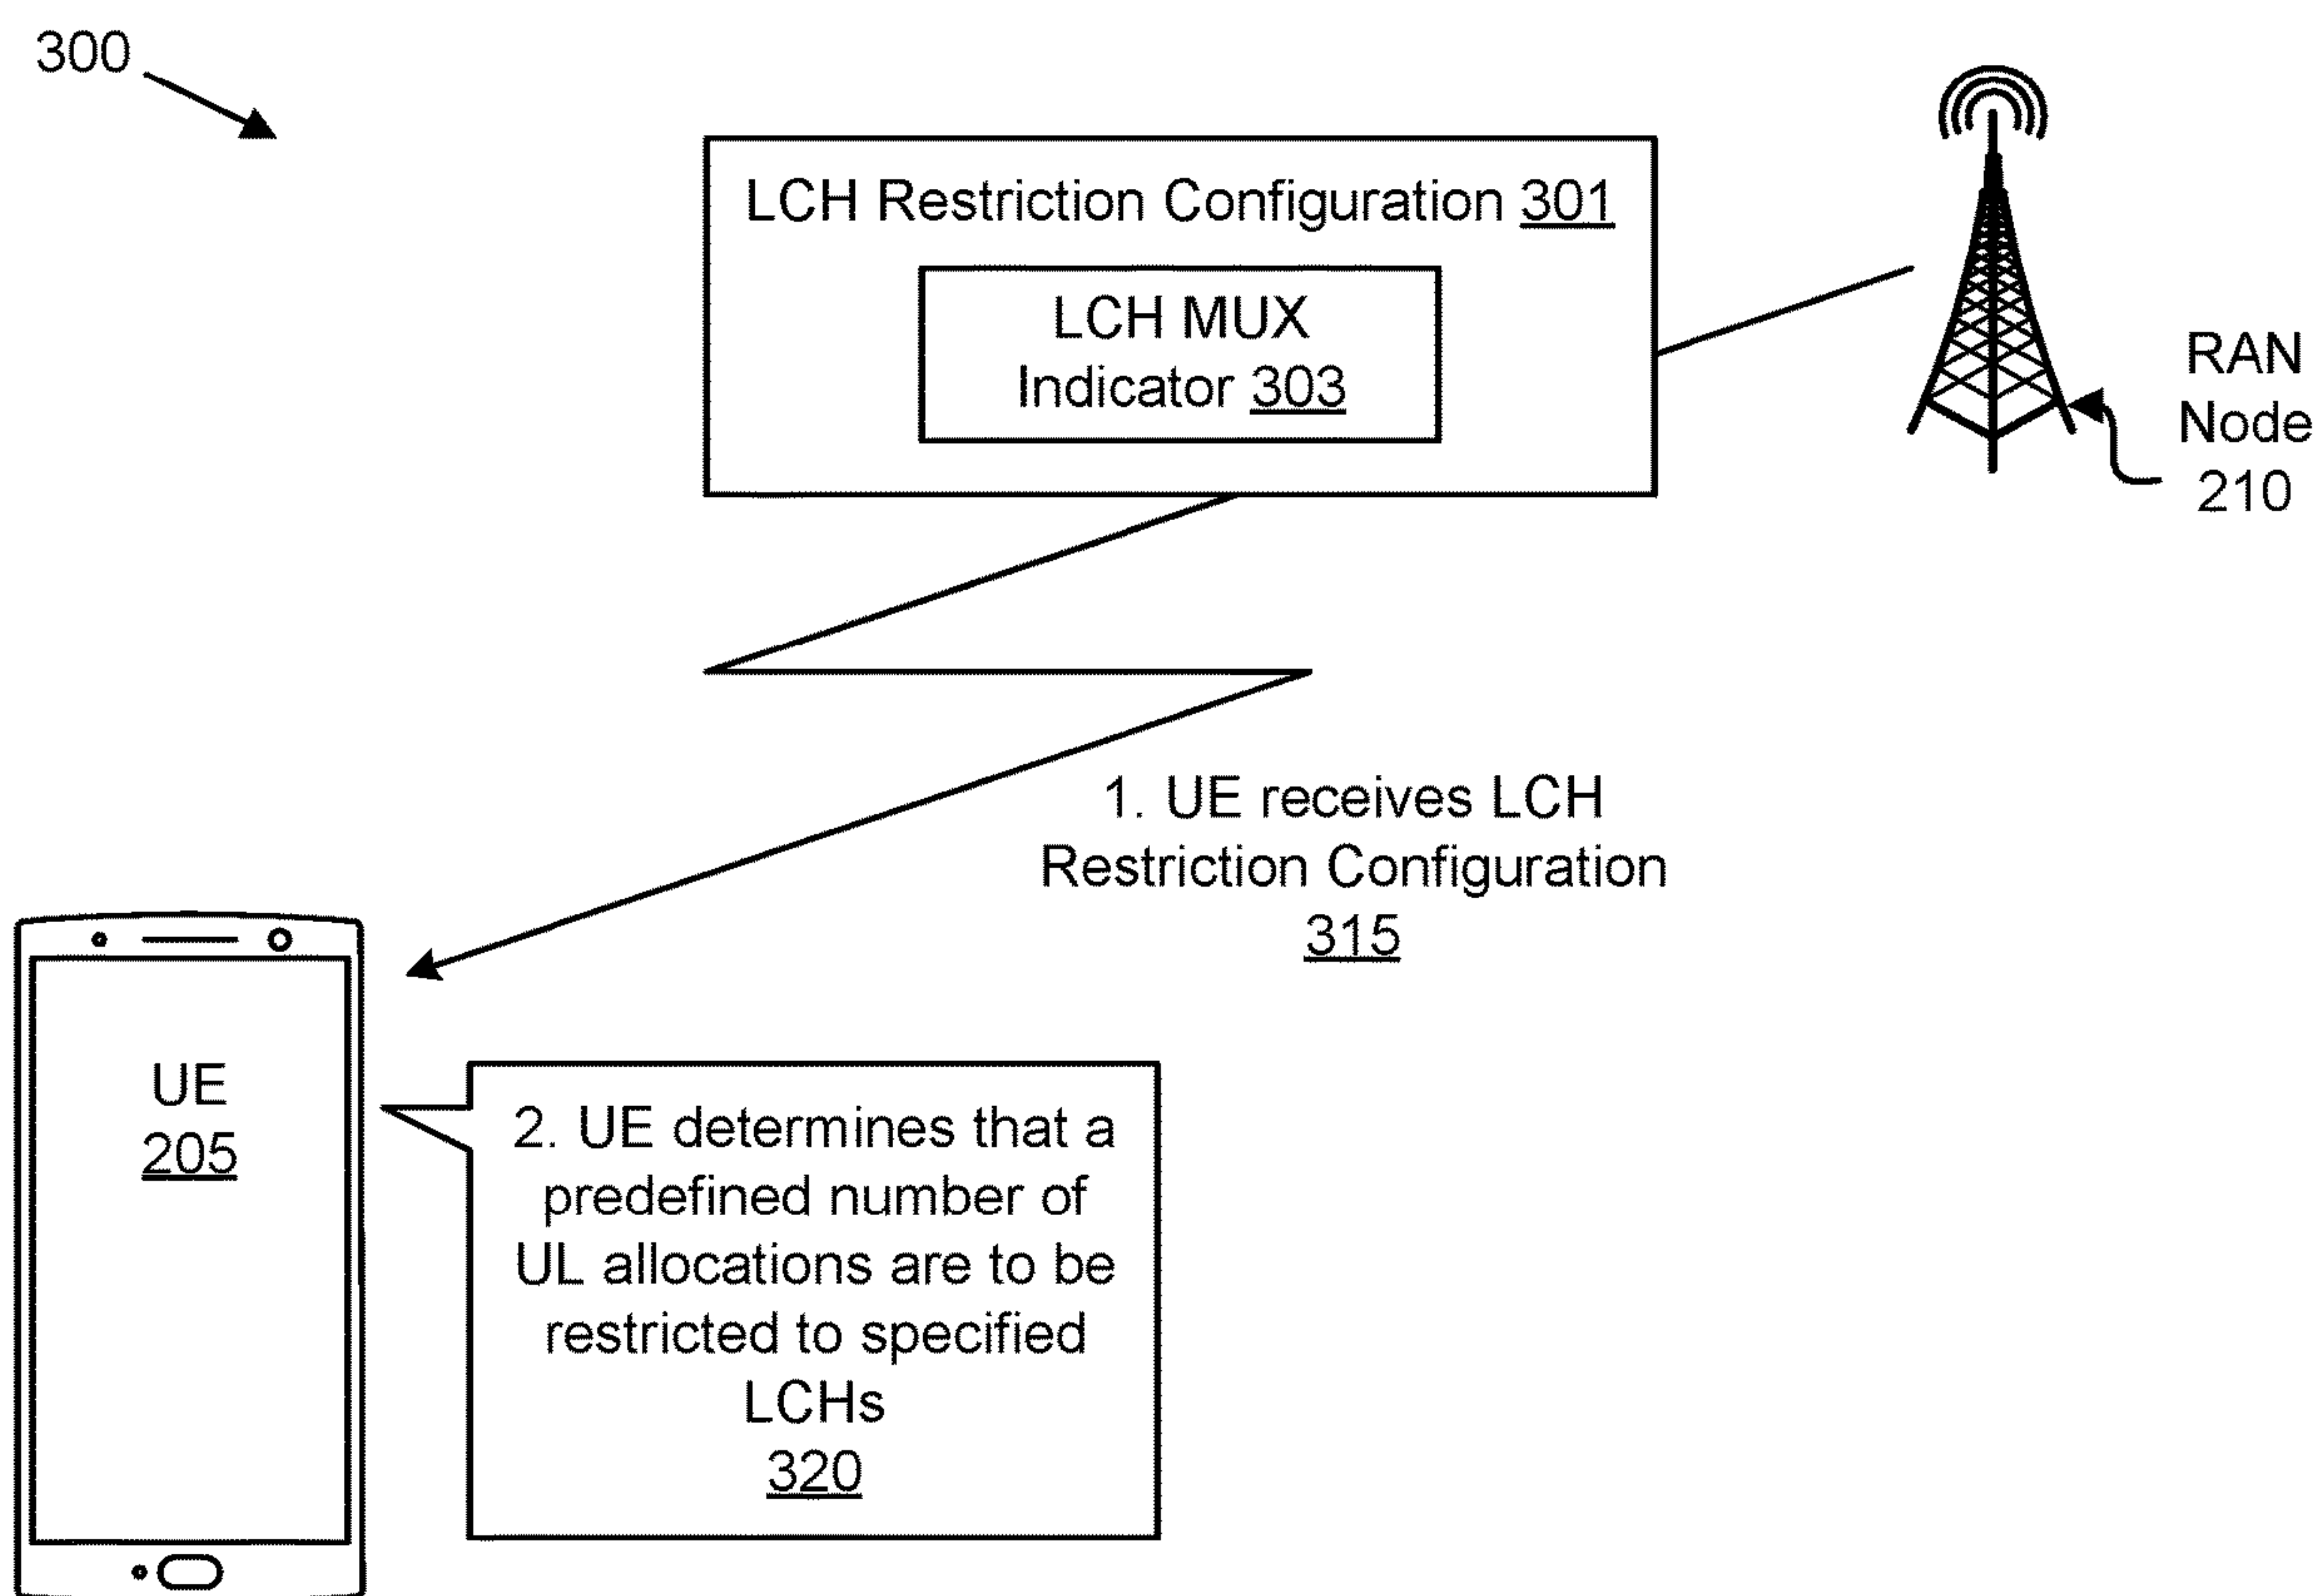 300
LCH Restriction Configuration 301
LCH MUX
Indicator 303
RAN
Node
210
1. UE receives LCH
Restriction Configuration
315
UE
205
2. UE determines that a
predefined number of
UL allocations are to be
restricted to specified
LCHs
320